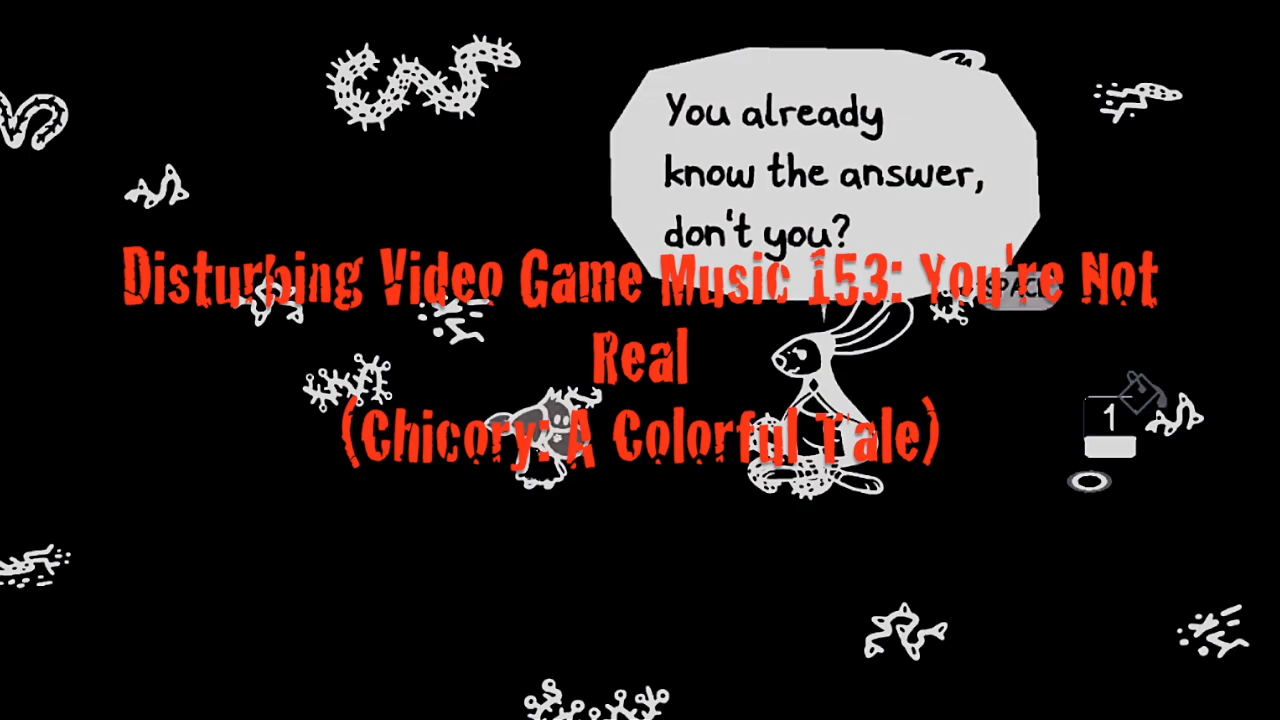 You already
know the answer,
don't you?
SPACE
Disturbing Video Game Music 153: You're Not
Real
(Chicory: A Colorful Tale)
1